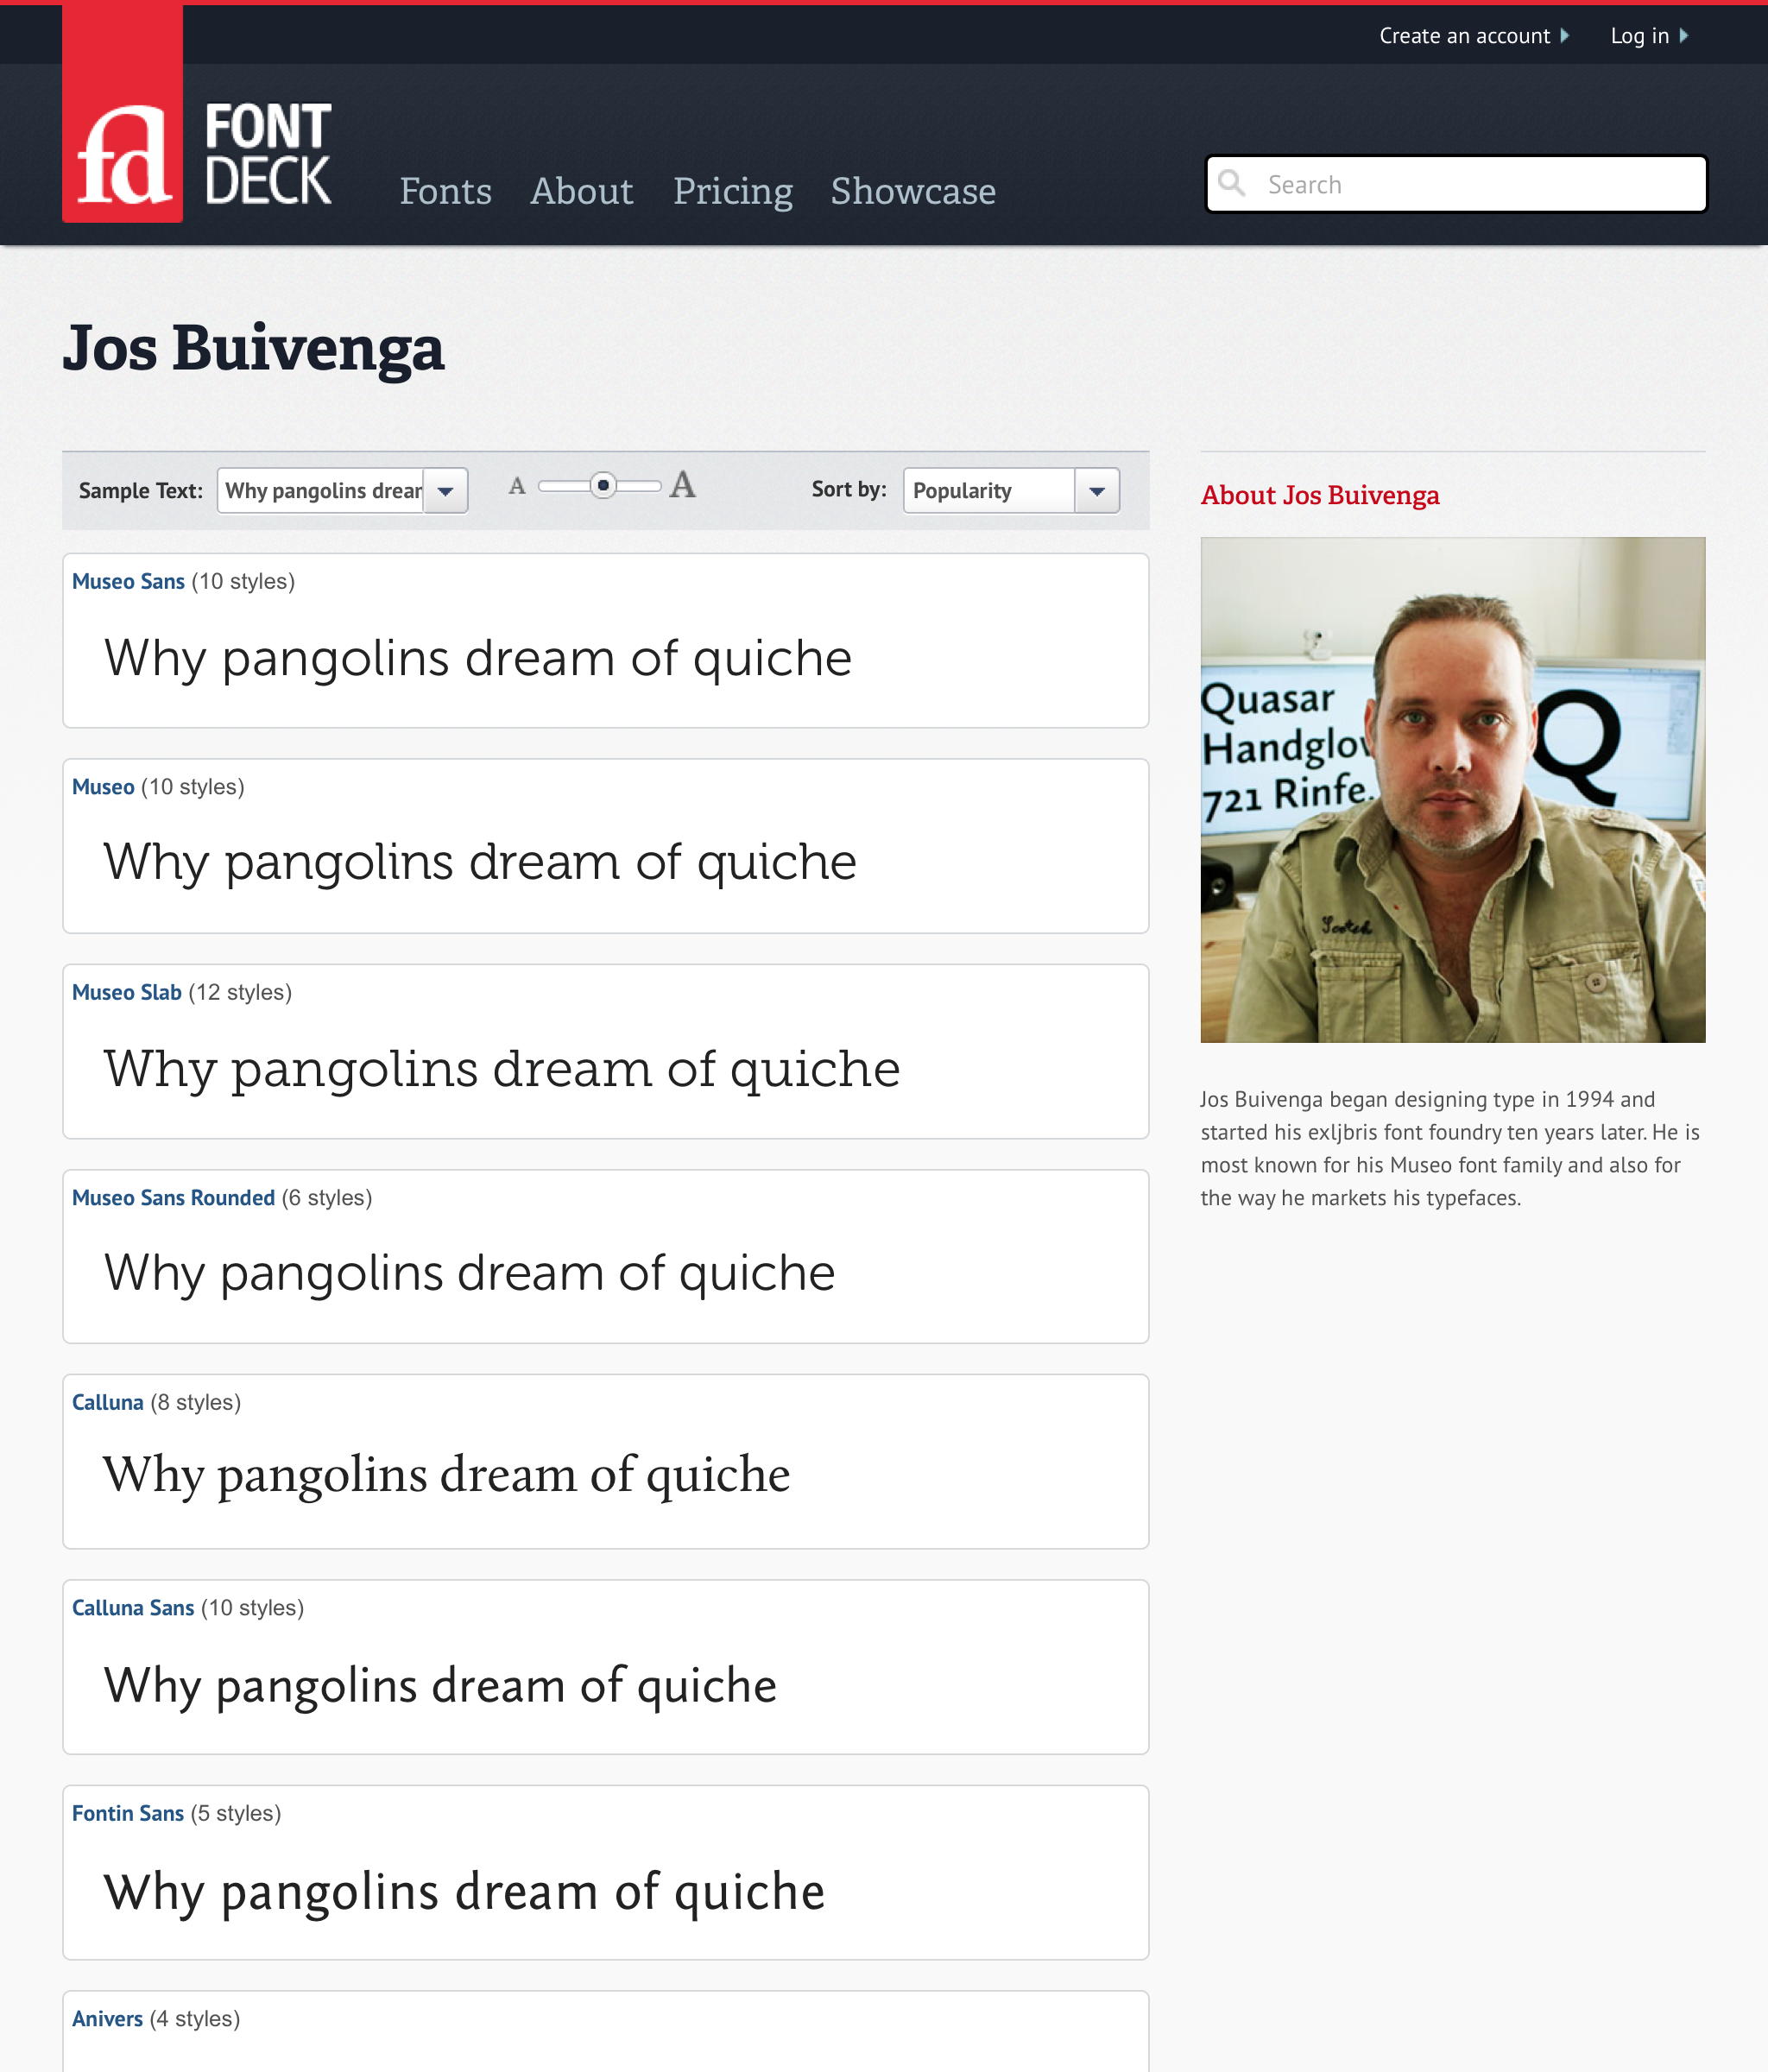 Create an account
Log in
fd
FONT
DECK
Fonts
About
Pricing
Showcase
Search
Jos Buivenga
Sample Text:
Why pangolins drear
A
A
Sort by:
Popularity
Museo Sans (10 styles)
Why pangolins dream of quiche
Museo (10 styles)
Why pangolins dream of quiche
Museo Slab (12 styles)
Why pangolins dream of quiche
Museo Sans Rounded (6 styles)
Why pangolins dream of quiche
Calluna (8 styles)
Why pangolins dream of quiche
Calluna Sans (10 styles)
Why pangolins dream of quiche
Fontin Sans (5 styles)
Why pangolins dream of quiche
Anivers (4 styles)
About Jos Buivenga
Quasar
Handglov
721 Rinfe.
Q
Scotch
Jos Buivenga began designing type in 1994 and
started his exljbris font foundry ten years later. He is
most known for his Museo font family and also for
the way he markets his typefaces.